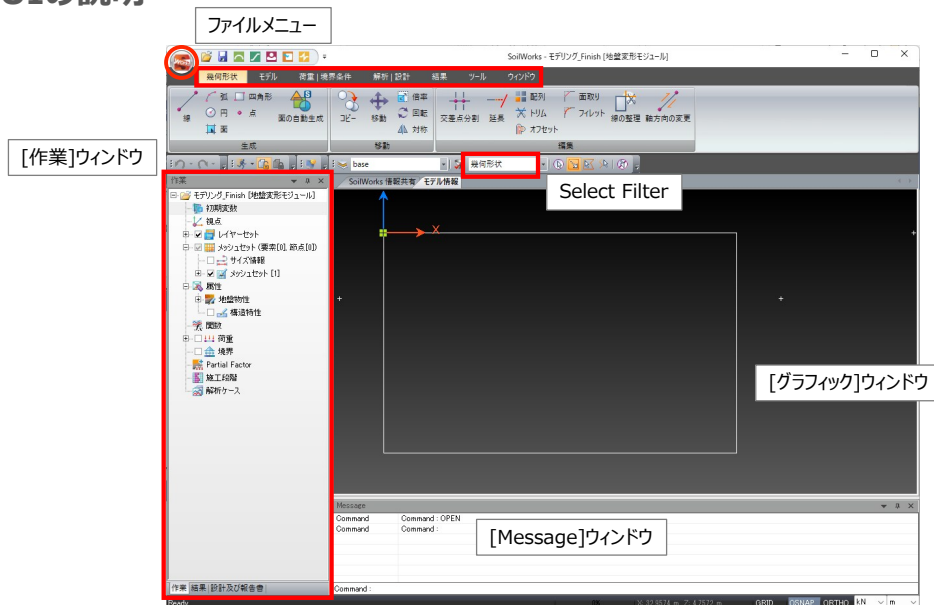 UIの説明
ファイルメニュー
SoilWorks - モデリング_Finish [地盤変形モジュール]
幾何形状 モデル 荷重|境界条件 解析|設計 結果 ツール ウィンドウ
線 弧 四角形 円 点 面 面の自動生成
コピー 移動 倍率 回転 対称
交差点分割 延長 配列 トリム オフセット 面取り フィレット 線の整理 軸方向の変更
生成 移動 編集
base 幾何形状
[作業]ウィンドウ
Select Filter
作業
SoilWorks 情報共有 モデル情報
モデリング_Finish [地盤変形モジュール]
初期変数
視点
レイヤーセット
メッシュセット (要素[0], 節点[0])
サイズ情報
メッシュセット [1]
属性
地盤物性
構造特性
関数
荷重
境界
Partial Factor
施工段階
解析ケース
X
[グラフィック]ウィンドウ
Message
Command Command : OPEN
Command Command :
[Message]ウィンドウ
作業 結果 設計及び報告書
Command :
Ready
GRID OSNAP ORTHO kN m